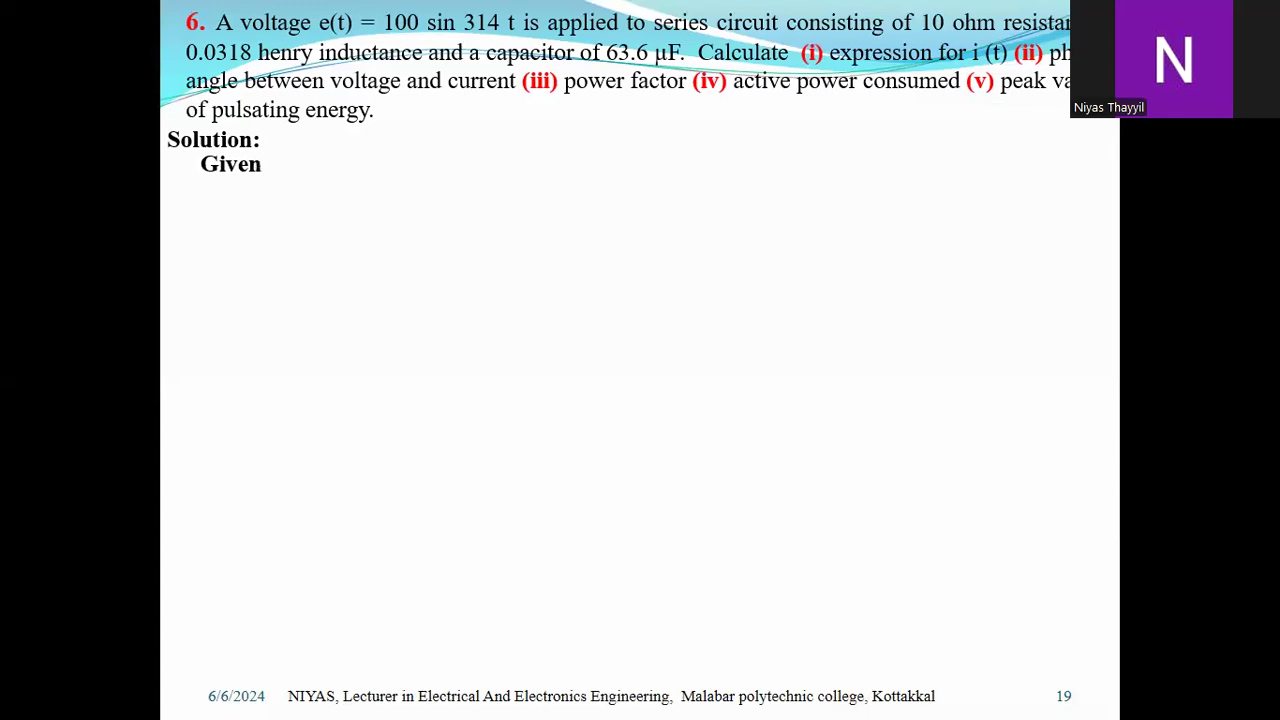 6. A voltage e(t) = 100 sin 314 t is applied to series circuit consisting of 10 ohm
0.0318 henry inductance and a capacitor of 63.6 µF. Calculate (i) expression for i (t) (ii)
angle between voltage and current (iii) power factor (iv) active power consumed (v) peak
of pulsating energy.
Solution:
Given
N
Niyas Thayyil
6/6/2024 NIYAS, Lecturer in Electrical And Electronics Engineering, Malabar polytechnic college, Kottakkal 19